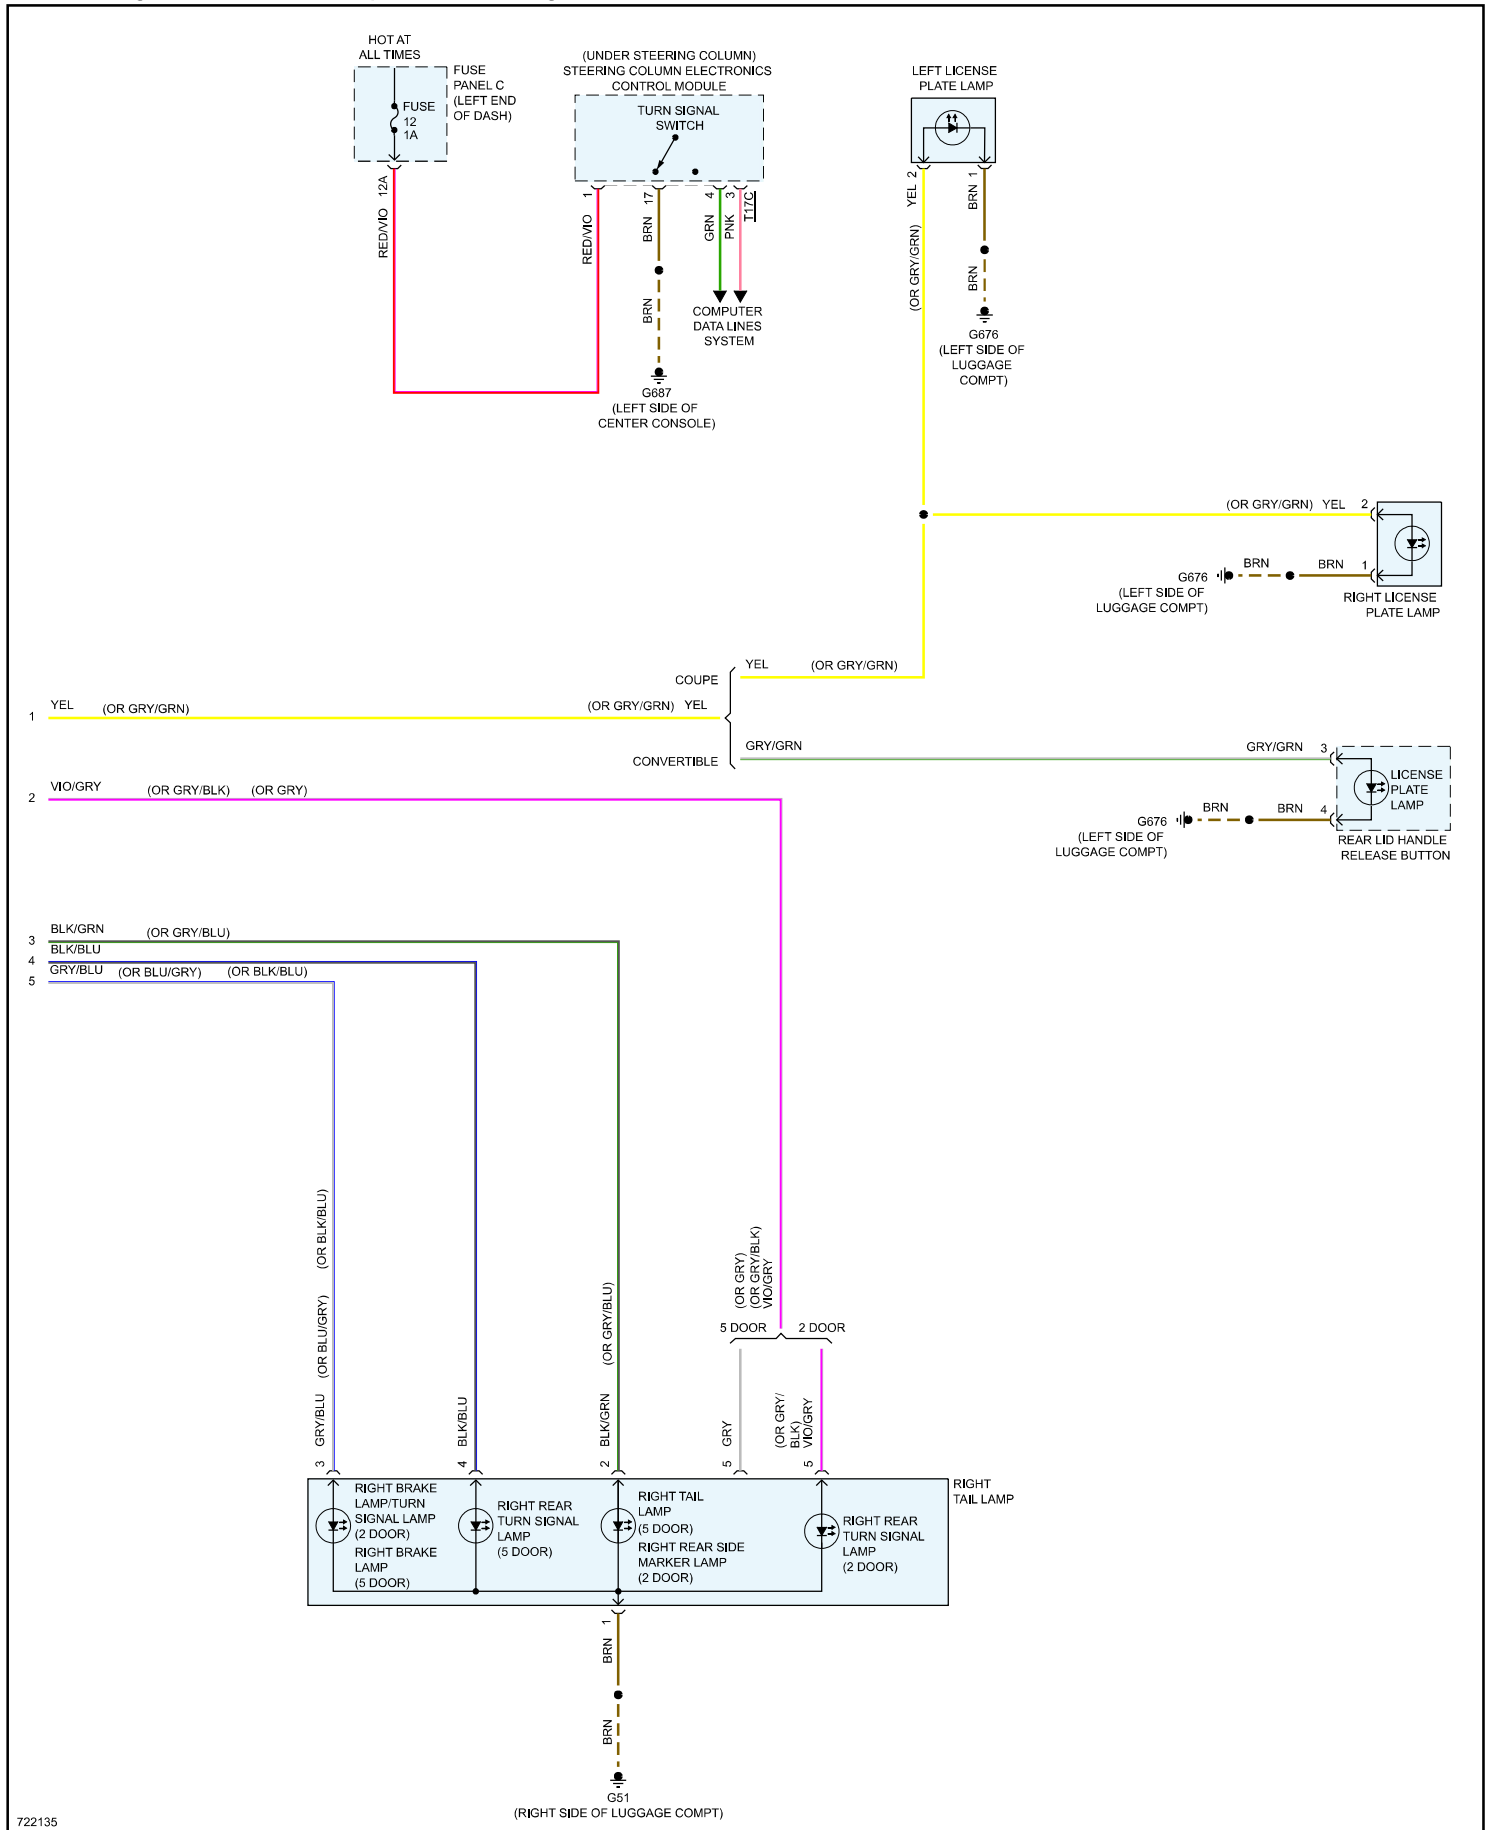 HOT AT
ALL TIMES
FUSE
PANEL C
(LEFT END
OF DASH)
FUSE
12
1A
12A
RED/VIO
(UNDER STEERING COLUMN)
STEERING COLUMN ELECTRONICS
CONTROL MODULE
TURN SIGNAL
SWITCH
1
17
4
3
T17C
RED/VIO
BRN
GRN
PNK
BRN
COMPUTER
DATA LINES
SYSTEM
G687
(LEFT SIDE OF
CENTER CONSOLE)
LEFT LICENSE
PLATE LAMP
2
1
YEL
BRN
(OR GRY/GRN)
BRN
G676
(LEFT SIDE OF
LUGGAGE
COMPT)
(OR GRY/GRN) YEL 2
BRN BRN 1
G676
(LEFT SIDE OF
LUGGAGE COMPT)
RIGHT LICENSE
PLATE LAMP
COUPE
YEL (OR GRY/GRN)
1 YEL (OR GRY/GRN)
(OR GRY/GRN) YEL
CONVERTIBLE
GRY/GRN
GRY/GRN 3
LICENSE
PLATE
LAMP
BRN BRN 4
G676
(LEFT SIDE OF
LUGGAGE COMPT)
REAR LID HANDLE
RELEASE BUTTON
2 VIO/GRY (OR GRY/BLK) (OR GRY)
3 BLK/GRN (OR GRY/BLU)
4 BLK/BLU
5 GRY/BLU (OR BLU/GRY) (OR BLK/BLU)
(OR BLK/BLU)
(OR BLU/GRY)
GRY/BLU
3
BLK/BLU
4
(OR GRY/BLU)
BLK/GRN
2
(OR GRY)
(OR GRY/BLK)
VIO/GRY
5 DOOR 2 DOOR
GRY
5
(OR GRY/
BLK)
VIO/GRY
5
RIGHT
TAIL LAMP
RIGHT BRAKE
LAMP/TURN
SIGNAL LAMP
(2 DOOR)
RIGHT BRAKE
LAMP
(5 DOOR)
RIGHT REAR
TURN SIGNAL
LAMP
(5 DOOR)
RIGHT TAIL
LAMP
(5 DOOR)
RIGHT REAR SIDE
MARKER LAMP
(2 DOOR)
RIGHT REAR
TURN SIGNAL
LAMP
(2 DOOR)
1
BRN
BRN
G51
(RIGHT SIDE OF LUGGAGE COMPT)
722135